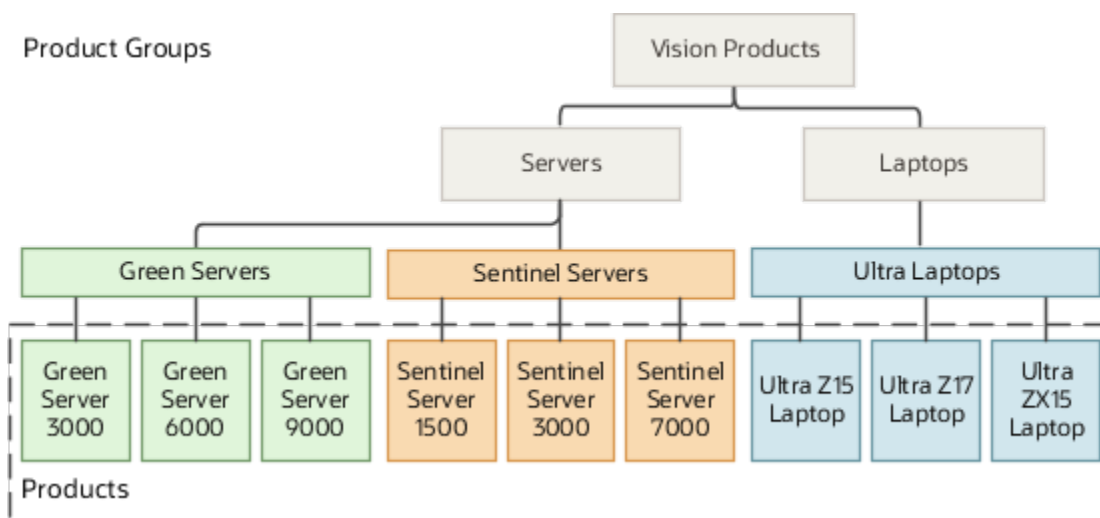 Product Groups
Vision Products
Servers
Laptops
Green Servers
Sentinel Servers
Ultra Laptops
Green
Server
3000
Green
Server
6000
Green
Server
9000
Sentinel
Server
1500
Sentinel
Server
3000
Sentinel
Server
7000
Ultra Z15
Laptop
Ultra Z17
Laptop
Ultra
ZX15
Laptop
Products